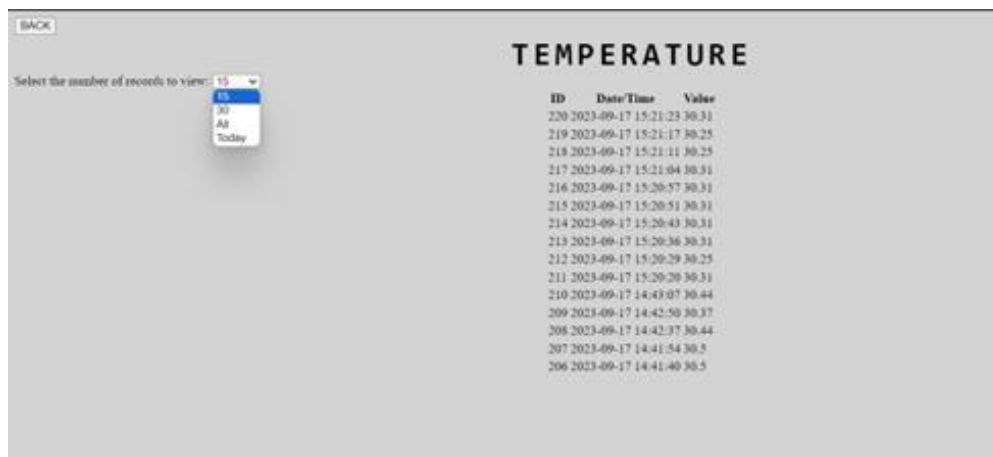 BACK
TEMPERATURE
Select the number of records to view: 15
15
30
All
Today
ID Date/Time Value
220 2023-09-17 15:21:23 30.31
219 2023-09-17 15:21:17 30.25
218 2023-09-17 15:21:11 30.25
217 2023-09-17 15:21:04 30.31
216 2023-09-17 15:20:57 30.31
215 2023-09-17 15:20:51 30.31
214 2023-09-17 15:20:43 30.31
213 2023-09-17 15:20:36 30.31
212 2023-09-17 15:20:29 30.25
211 2023-09-17 15:20:20 30.31
210 2023-09-17 14:43:07 30.44
209 2023-09-17 14:42:50 30.37
208 2023-09-17 14:42:37 30.44
207 2023-09-17 14:41:54 30.5
206 2023-09-17 14:41:40 30.5